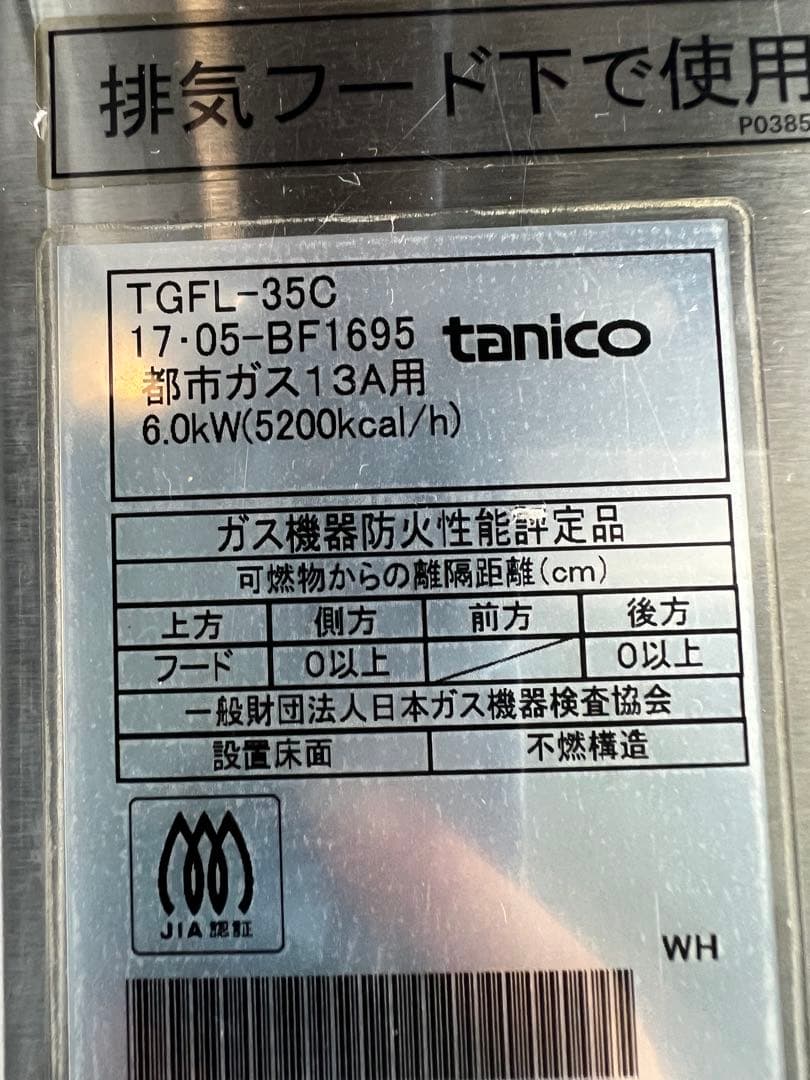 排気フード下で使用
P0385
TGFL-35C
17・05-BF1695
tanico
都市ガス13A用
6.0kW(5200kcal/h)
ガス機器防火性能評定品
可燃物からの離隔距離(cm)
上方 側方 前方 後方
フード 0以上 0以上
一般財団法人日本ガス機器検査協会
設置床面 不燃構造
JIA認証
WH